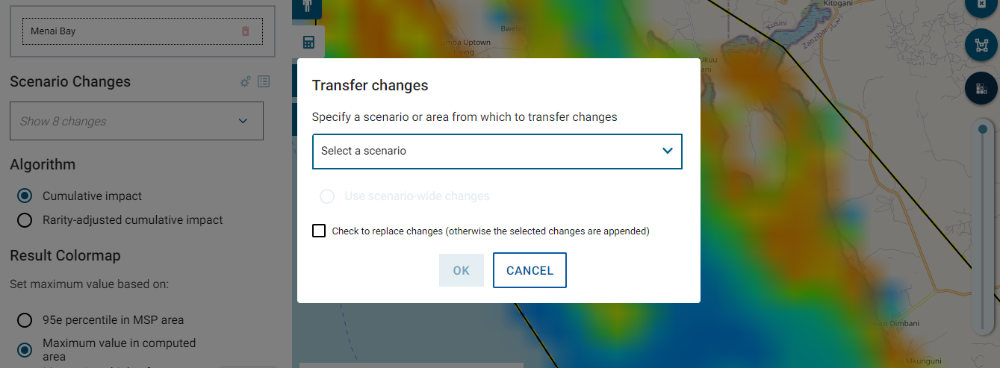 Menai Bay
Scenario Changes
Show 8 changes
Algorithm
Cumulative impact
Rarity-adjusted cumulative impact
Result Colormap
Set maximum value based on:
95e percentile in MSP area
Maximum value in computed
area
Transfer changes
Specify a scenario or area from which to transfer changes
Select a scenario
Use scenario-wide changes
Check to replace changes (otherwise the selected changes are appended)
OK
CANCEL
Kitogani
Kusini
Zanzibar
Uptown
Living
Dimbani
Mkunguni